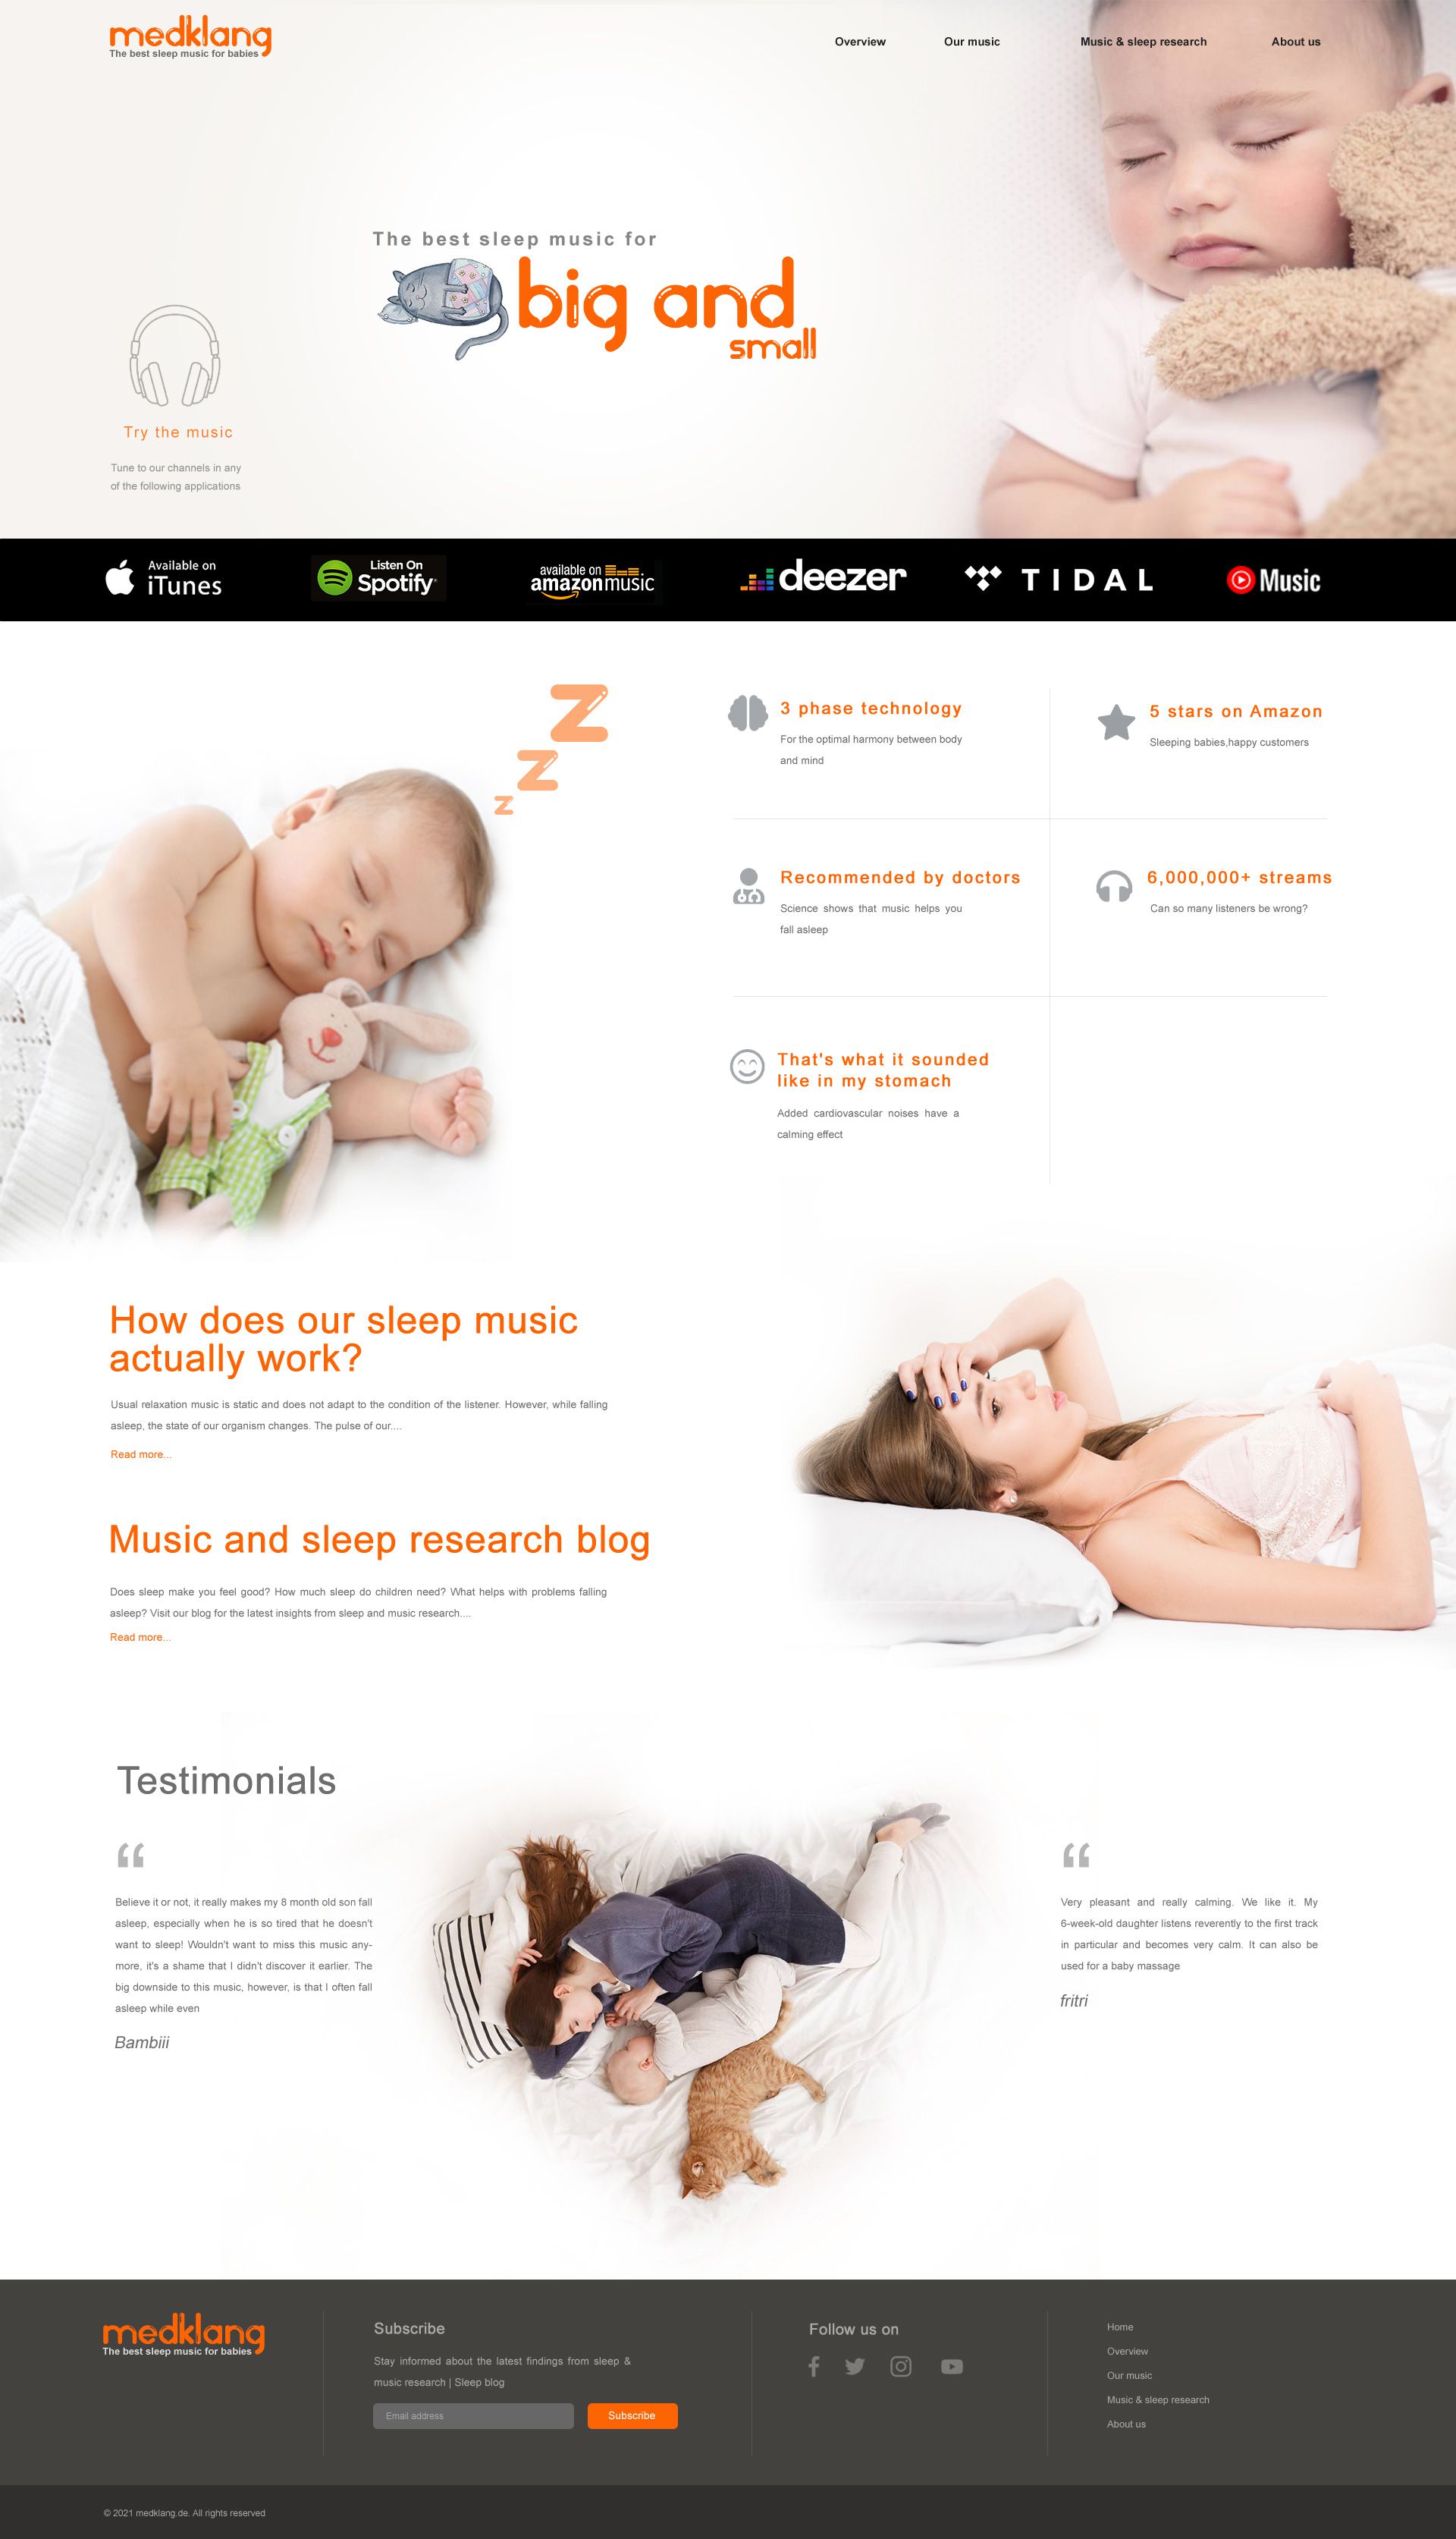 medklang
The best sleep music for babies
Overview
Our music
Music & sleep research
About us
The best sleep music for
big and
small
Try the music
Tune to our channels in any
of the following applications
Available on
iTunes
Listen On
Spotify
available on
amazonmusic
deezer
TIDAL
Music
Z
Z
Z
3 phase technology
For the optimal harmony between body
and mind
5 stars on Amazon
Sleeping babies,happy customers
Recommended by doctors
Science shows that music helps you
fall asleep
6,000,000+ streams
Can so many listeners be wrong?
That's what it sounded
like in my stomach
Added cardiovascular noises have a
calming effect
How does our sleep music
actually work?
Usual relaxation music is static and does not adapt to the condition of the listener. However, while falling
asleep, the state of our organism changes. The pulse of our....
Read more...
Music and sleep research blog
Does sleep make you feel good? How much sleep do children need? What helps with problems falling
asleep? Visit our blog for the latest insights from sleep and music research....
Read more...
Testimonials
“
Believe it or not, it really makes my 8 month old son fall
asleep, especially when he is so tired that he doesn't
want to sleep! Wouldn't want to miss this music any-
more, it's a shame that I didn't discover it earlier. The
big downside to this music, however, is that I often fall
asleep while even
Bambiii
“
Very pleasant and really calming. We like it. My
6-week-old daughter listens reverently to the first track
in particular and becomes very calm. It can also be
used for a baby massage
fritri
medklang
The best sleep music for babies
Subscribe
Stay informed about the latest findings from sleep &
music research | Sleep blog
Email address
Subscribe
Follow us on
Home
Overview
Our music
Music & sleep research
About us
© 2021 medklang.de. All rights reserved